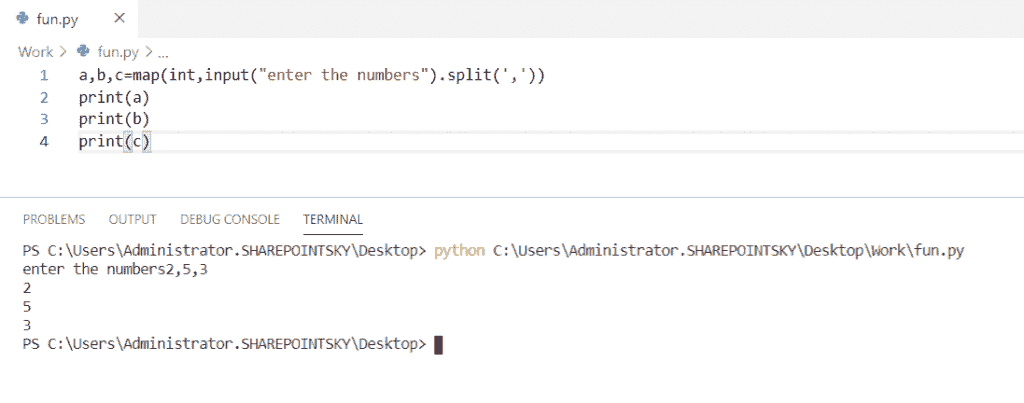 fun.py ×
Work > fun.py > ...
1 a,b,c=map(int,input("enter the numbers").split(','))
2 print(a)
3 print(b)
4 print(c)
PROBLEMS OUTPUT DEBUG CONSOLE TERMINAL
PS C:\Users\Administrator.SHAREPOINTSKY\Desktop> python C:\Users\Administrator.SHAREPOINTSKY\Desktop\Work\fun.py
enter the numbers2,5,3
2
5
3
PS C:\Users\Administrator.SHAREPOINTSKY\Desktop>